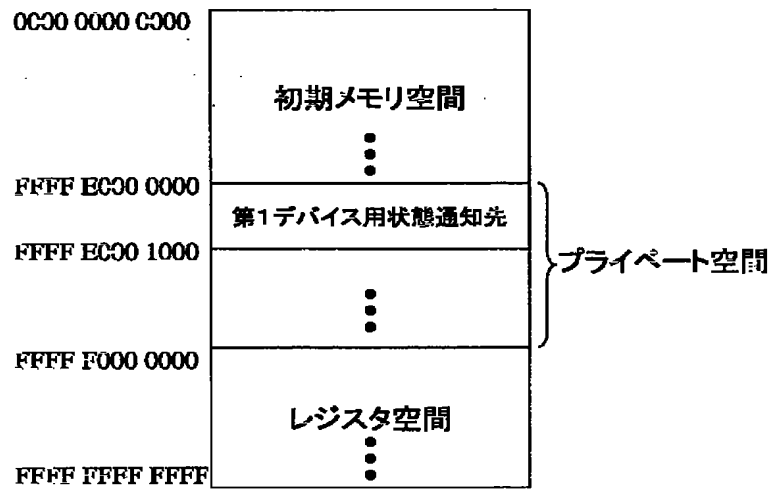 0000 0000 0000
初期メモリ空間
FFFF E000 0000
第1デバイス用状態通知先
FFFF E000 1000
プライベート空間
FFFF F000 0000
レジスタ空間
FFFF FFFF FFFF